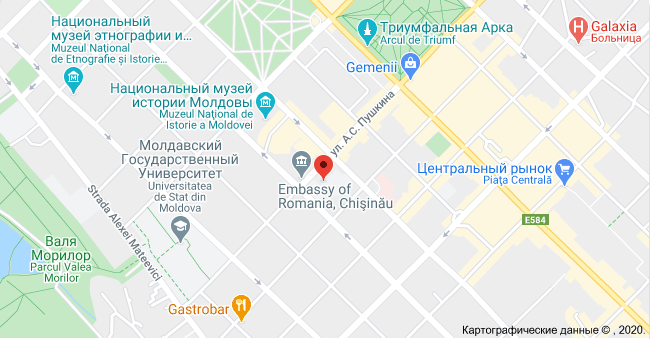 Национальный
музей этнографии и...
Muzeul Național
de Etnografie și Istorie...
Триумфальная Арка
Arcul de Triumf
Galaxia
Больница
Gemenii
Национальный музей
истории Молдовы
Muzeul Naţional de
Istorie a Moldovei
ул. А.С. Пушкина
Молдавский
Государственный
Университет
Universitatea
de Stat din
Moldova
Embassy of
Romania, Chişinău
Центральный рынок
Piața Centrală
E584
Strada Alexei Mateevici
Валя
Морилор
Parcul Valea
Morilor
Gastrobar
Картографические данные © , 2020.